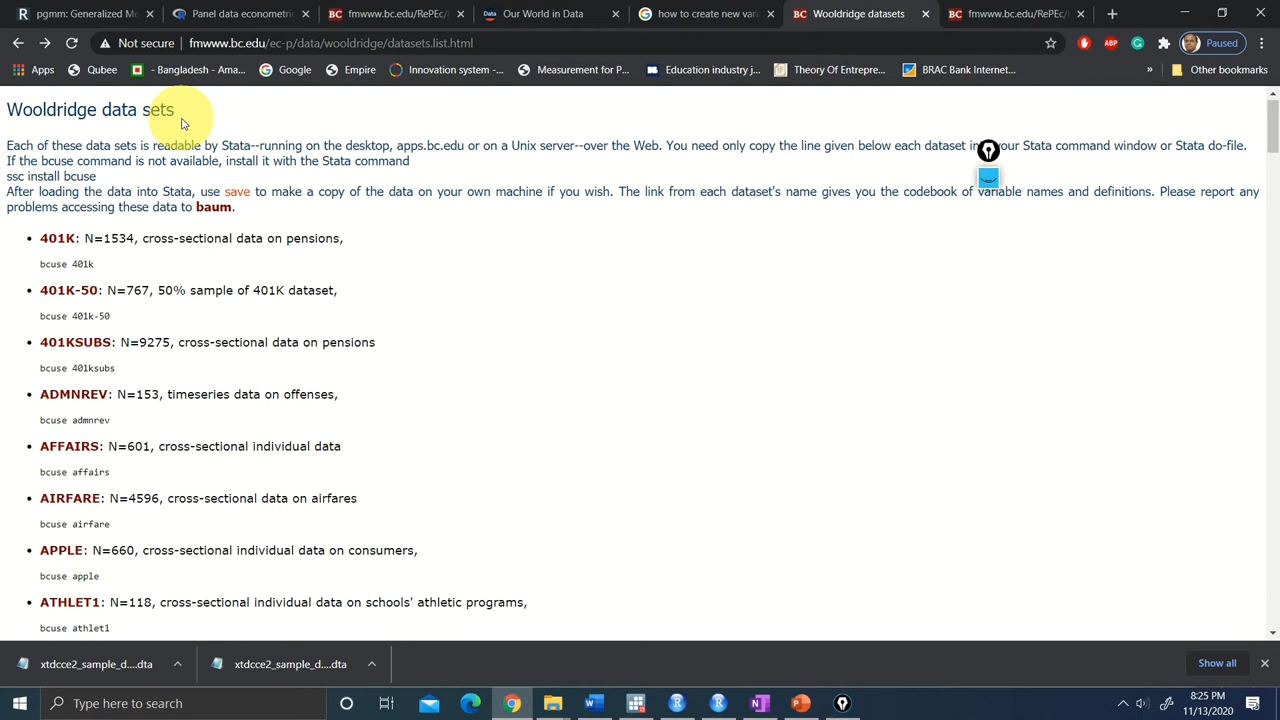 pgmm: Generalized Me
Panel data econometric
fmwww.bc.edu/RePEc/
Our World in Data
how to create new vari
Wooldridge datasets
fmwww.bc.edu/RePEc/
Not secure fmwww.bc.edu/ec-p/data/wooldridge/datasets.list.html Paused
Apps Qubee - Bangladesh - Ama... Google Empire Innovation system -... Measurement for P... Education industry j... Theory of Entrepre... BRAC Bank Internet... » Other bookmarks
Wooldridge data sets
Each of these data sets is readable by Stata--running on the desktop, apps.bc.edu or on a Unix server--over the Web. You need only copy the line given below each dataset in your Stata command window or Stata do-file.
If the bcuse command is not available, install it with the Stata command
ssc install bcuse
After loading the data into Stata, use save to make a copy of the data on your own machine if you wish. The link from each dataset's name gives you the codebook of variable names and definitions. Please report any
problems accessing these data to baum.
• 401K: N=1534, cross-sectional data on pensions,
bcuse 401k
• 401K-50: N=767, 50% sample of 401K dataset,
bcuse 401k-50
• 401KSUBS: N=9275, cross-sectional data on pensions
bcuse 401ksubs
• ADMNREV: N=153, timeseries data on offenses,
bcuse admnrev
• AFFAIRS: N=601, cross-sectional individual data
bcuse affairs
• AIRFARE: N=4596, cross-sectional data on airfares
bcuse airfare
• APPLE: N=660, cross-sectional individual data on consumers,
bcuse apple
• ATHLET1: N=118, cross-sectional individual data on schools' athletic programs,
bcuse athlet1
xtdcce2_sample_d....dta xtdcce2_sample_d....dta Show all
Type here to search
8:25 PM
11/13/2020